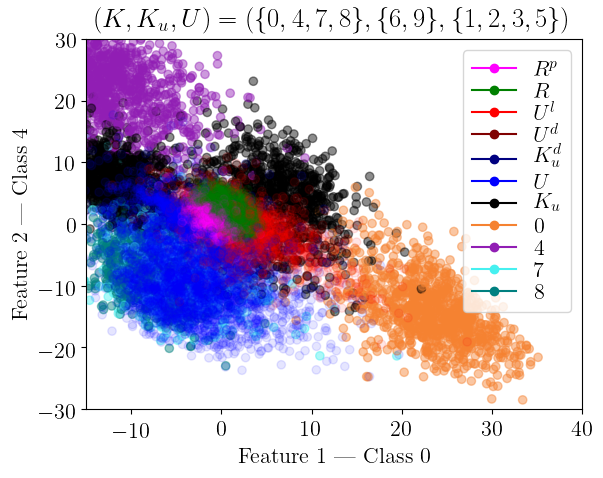 (K, K_u, U) = ({0, 4, 7, 8}, {6, 9}, {1, 2, 3, 5})
30
20
10
0
−10
−20
−30
Feature 2 — Class 4
R^p
R
U^l
U^d
K_u^d
U
K_u
0
4
7
8
−10
0
10
20
30
40
Feature 1 — Class 0